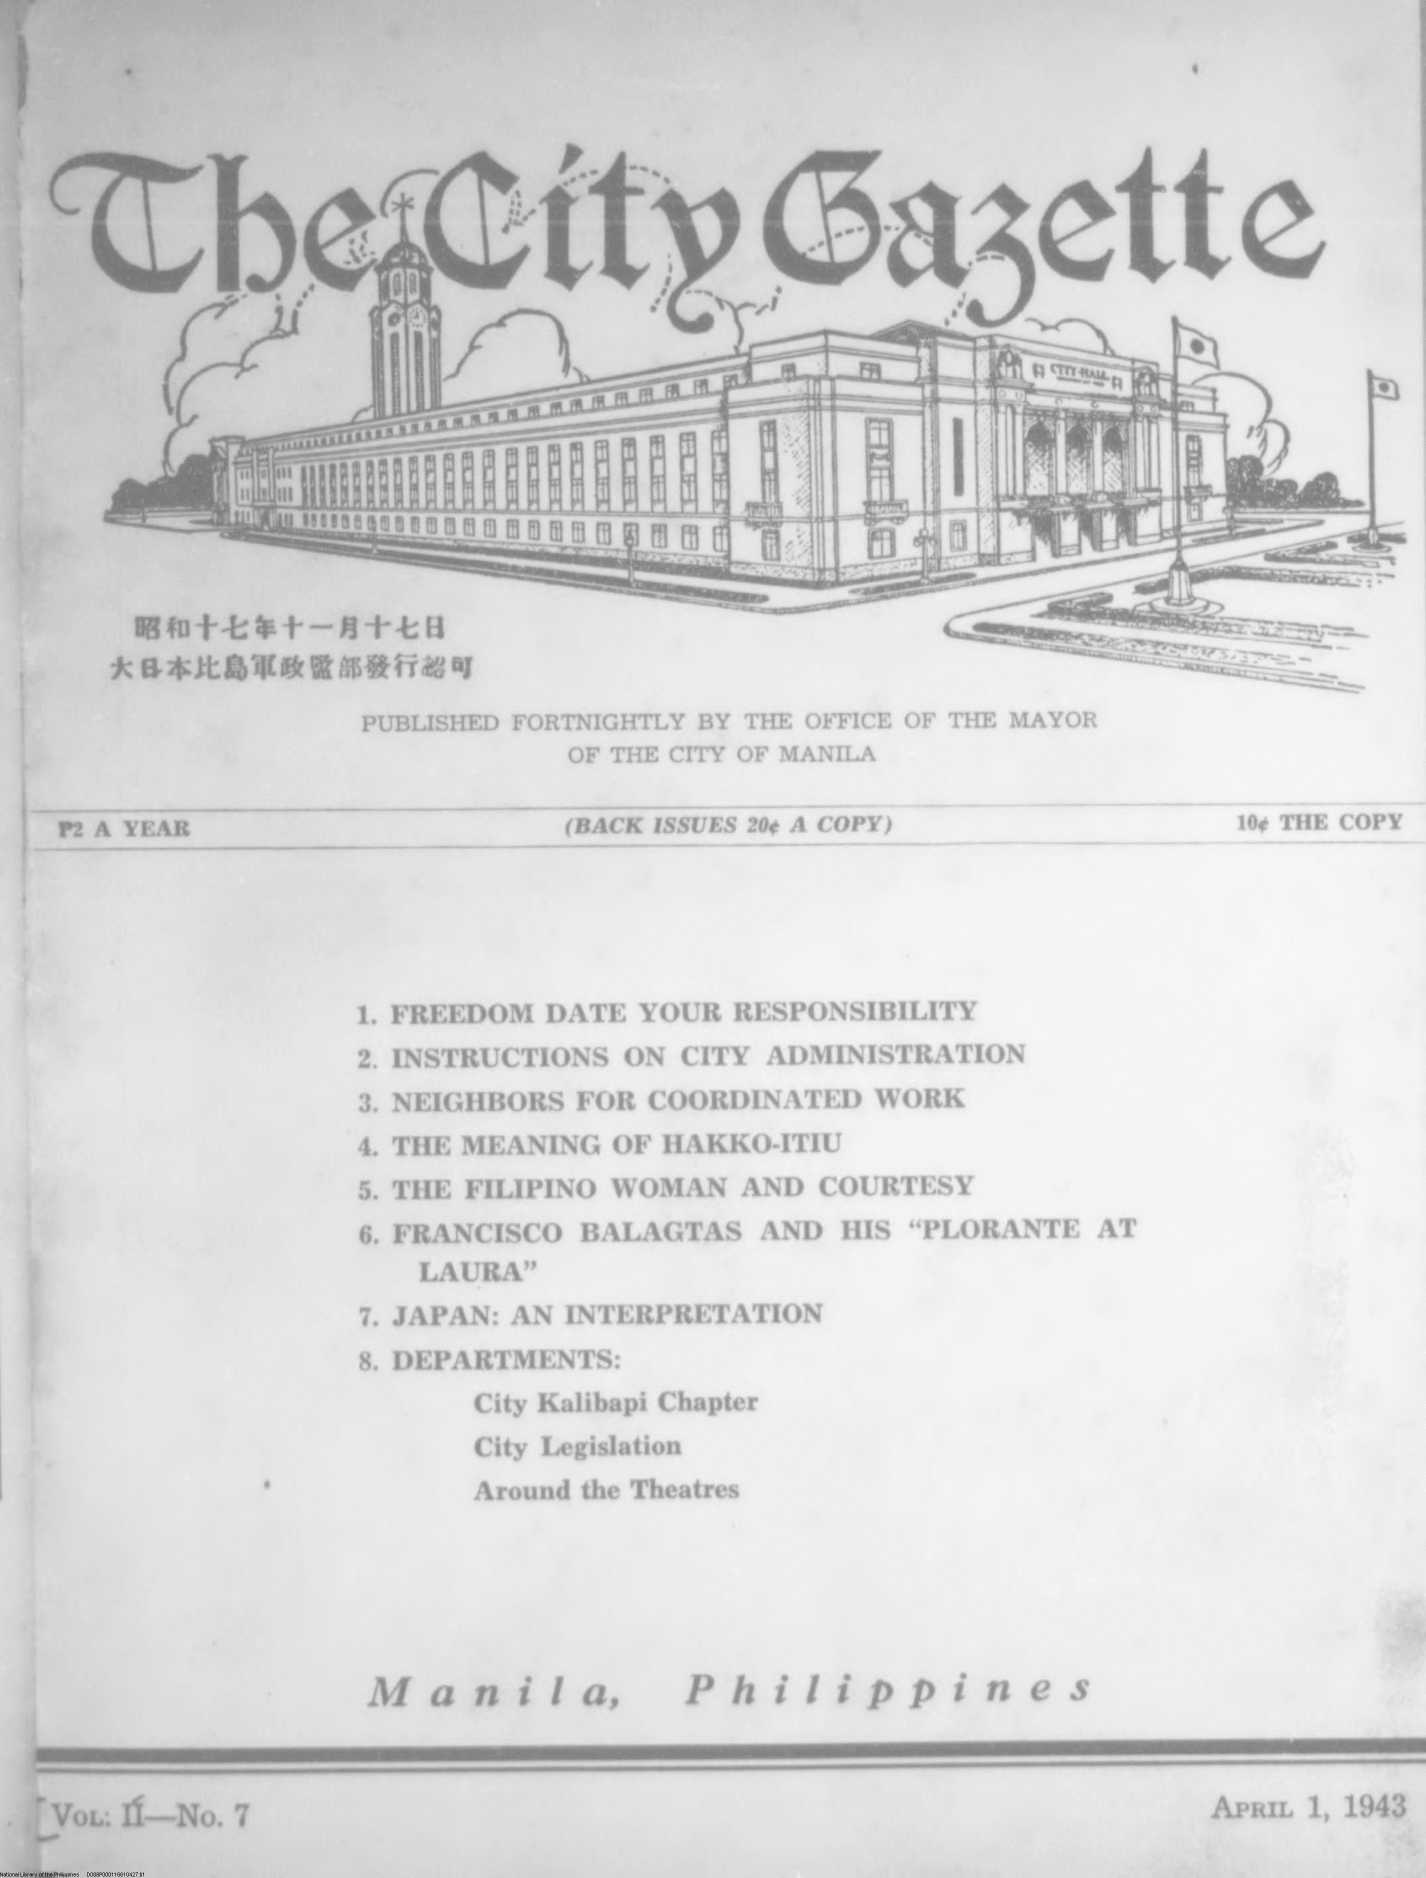 The City Gazette
CITY HALL
昭和十七年十一月十七日
大日本比島軍政監部發行認可
PUBLISHED FORTNIGHTLY BY THE OFFICE OF THE MAYOR
OF THE CITY OF MANILA
₱2 A YEAR (BACK ISSUES 20¢ A COPY) 10¢ THE COPY
1. FREEDOM DATE YOUR RESPONSIBILITY
2. INSTRUCTIONS ON CITY ADMINISTRATION
3. NEIGHBORS FOR COORDINATED WORK
4. THE MEANING OF HAKKO-ITIU
5. THE FILIPINO WOMAN AND COURTESY
6. FRANCISCO BALAGTAS AND HIS “PLORANTE AT
LAURA”
7. JAPAN: AN INTERPRETATION
8. DEPARTMENTS:
City Kalibapi Chapter
City Legislation
Around the Theatres
Manila, Philippines
VOL: II—No. 7 APRIL 1, 1943
National Library of the Philippines